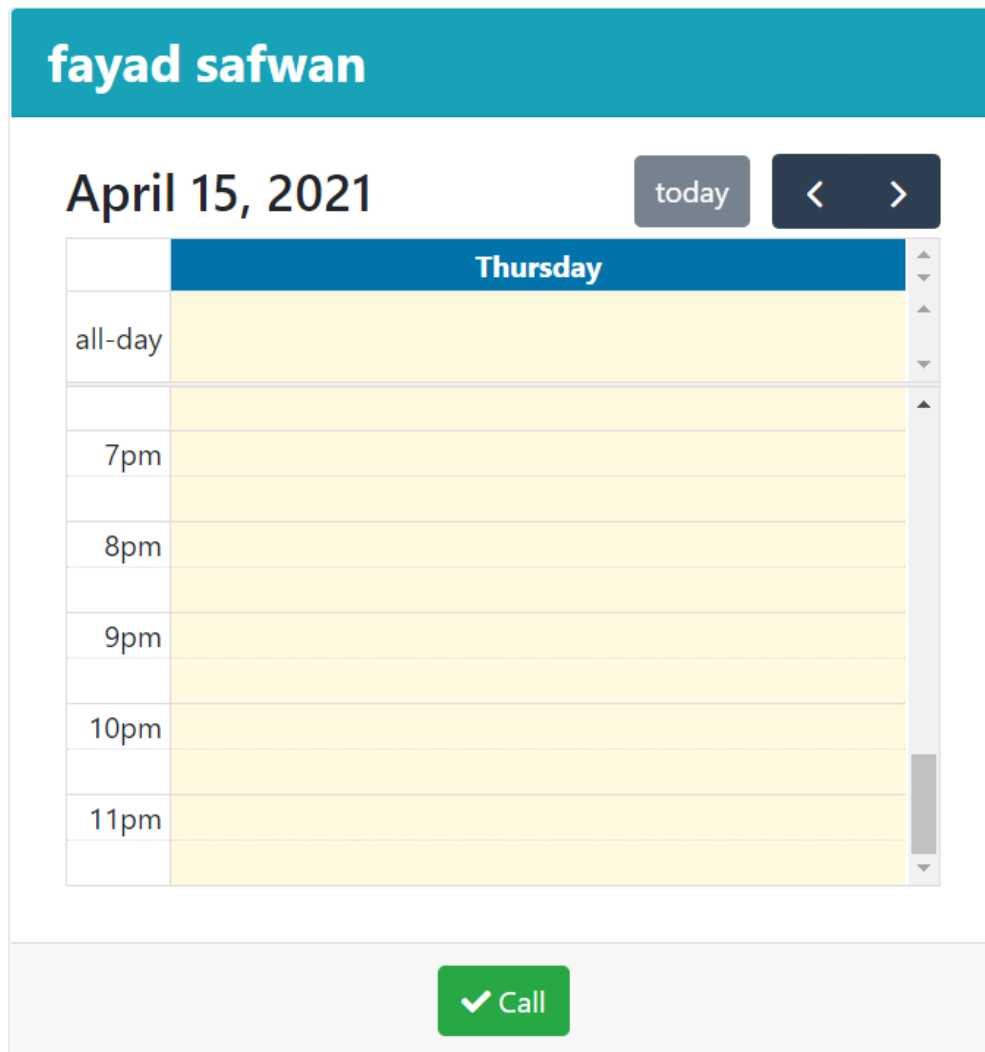 fayad safwan
April 15, 2021 today
Thursday
all-day
7pm
8pm
9pm
10pm
11pm
Call